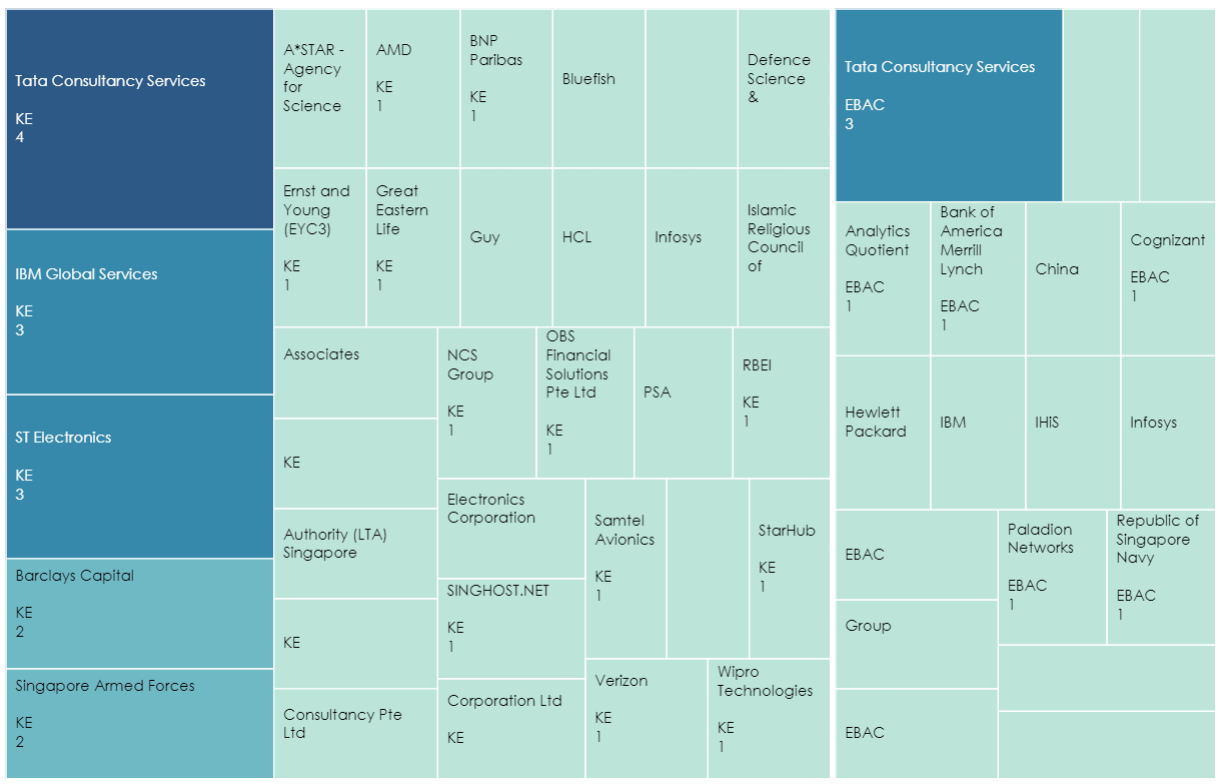 Tata Consultancy Services
KE
4
IBM Global Services
KE
3
ST Electronics
KE
3
Barclays Capital
KE
2
Singapore Armed Forces
KE
2
A*STAR -
Agency
for
Science
AMD
KE
1
BNP
Paribas
KE
1
Bluefish
Defence
Science
&
Ernst and
Young
(EYC3)
KE
1
Great
Eastern
Life
KE
1
Guy
HCL
Infosys
Islamic
Religious
Council
of
Associates
KE
Authority (LTA)
Singapore
KE
Consultancy Pte
Ltd
NCS
Group
KE
1
OBS
Financial
Solutions
Pte Ltd
KE
1
PSA
RBEI
KE
1
Electronics
Corporation
SINGHOST.NET
KE
1
Corporation Ltd
KE
Samtel
Avionics
KE
1
StarHub
KE
1
Verizon
KE
1
Wipro
Technologies
KE
1
Tata Consultancy Services
EBAC
3
Analytics
Quotient
EBAC
1
Bank of
America
Merrill
Lynch
EBAC
1
China
Cognizant
EBAC
1
Hewlett
Packard
IBM
IHiS
Infosys
EBAC
Group
EBAC
Paladion
Networks
EBAC
1
Republic of
Singapore
Navy
EBAC
1